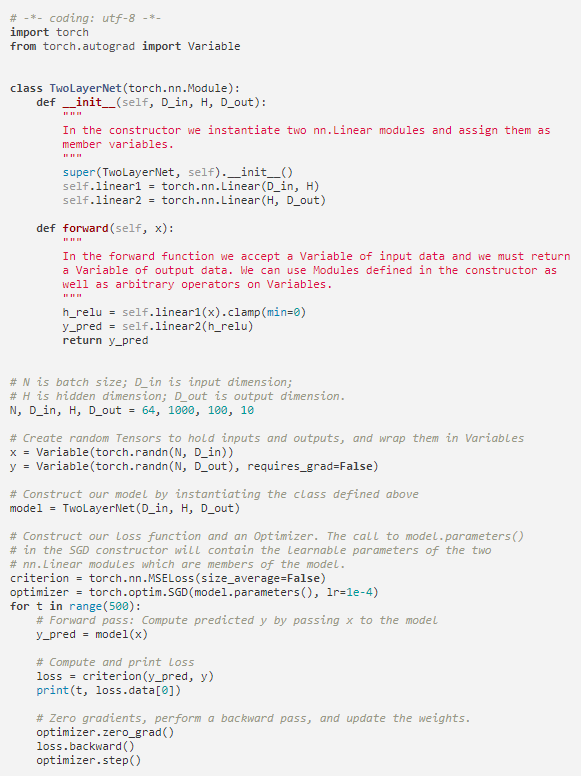 # -*- coding: utf-8 -*-
import torch
from torch.autograd import Variable


class TwoLayerNet(torch.nn.Module):
    def __init__(self, D_in, H, D_out):
        """
        In the constructor we instantiate two nn.Linear modules and assign them as
        member variables.
        """
        super(TwoLayerNet, self).__init__()
        self.linear1 = torch.nn.Linear(D_in, H)
        self.linear2 = torch.nn.Linear(H, D_out)

    def forward(self, x):
        """
        In the forward function we accept a Variable of input data and we must return
        a Variable of output data. We can use Modules defined in the constructor as
        well as arbitrary operators on Variables.
        """
        h_relu = self.linear1(x).clamp(min=0)
        y_pred = self.linear2(h_relu)
        return y_pred


# N is batch size; D_in is input dimension;
# H is hidden dimension; D_out is output dimension.
N, D_in, H, D_out = 64, 1000, 100, 10

# Create random Tensors to hold inputs and outputs, and wrap them in Variables
x = Variable(torch.randn(N, D_in))
y = Variable(torch.randn(N, D_out), requires_grad=False)

# Construct our model by instantiating the class defined above
model = TwoLayerNet(D_in, H, D_out)

# Construct our loss function and an Optimizer. The call to model.parameters()
# in the SGD constructor will contain the learnable parameters of the two
# nn.linear modules which are members of the model.
criterion = torch.nn.MSELoss(size_average=False)
optimizer = torch.optim.SGD(model.parameters(), lr=1e-4)
for t in range(500):
    # Forward pass: Compute predicted y by passing x to the model
    y_pred = model(x)

    # Compute and print loss
    loss = criterion(y_pred, y)
    print(t, loss.data[0])

    # Zero gradients, perform a backward pass, and update the weights.
    optimizer.zero_grad()
    loss.backward()
    optimizer.step()